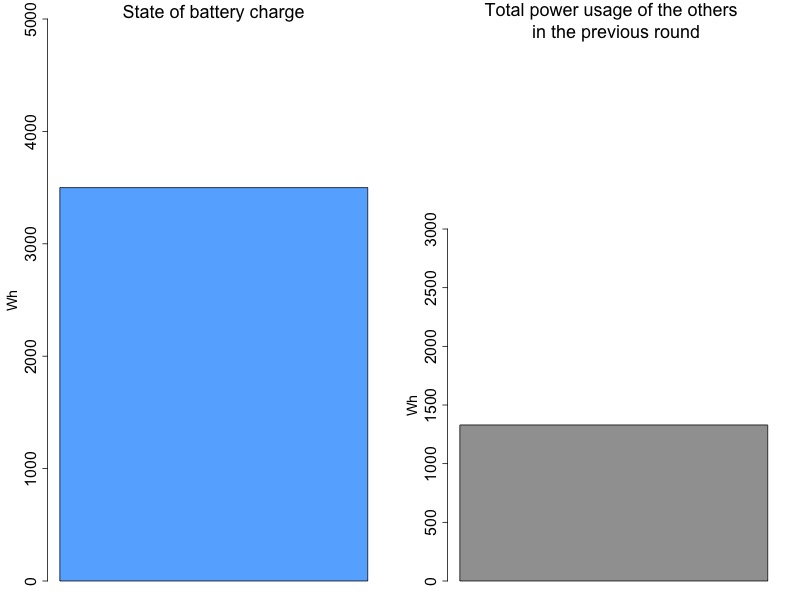 State of battery charge
5000
4000
3000
2000
1000
0
Wh
Total power usage of the others
in the previous round
3000
2500
2000
1500
1000
500
0
Wh